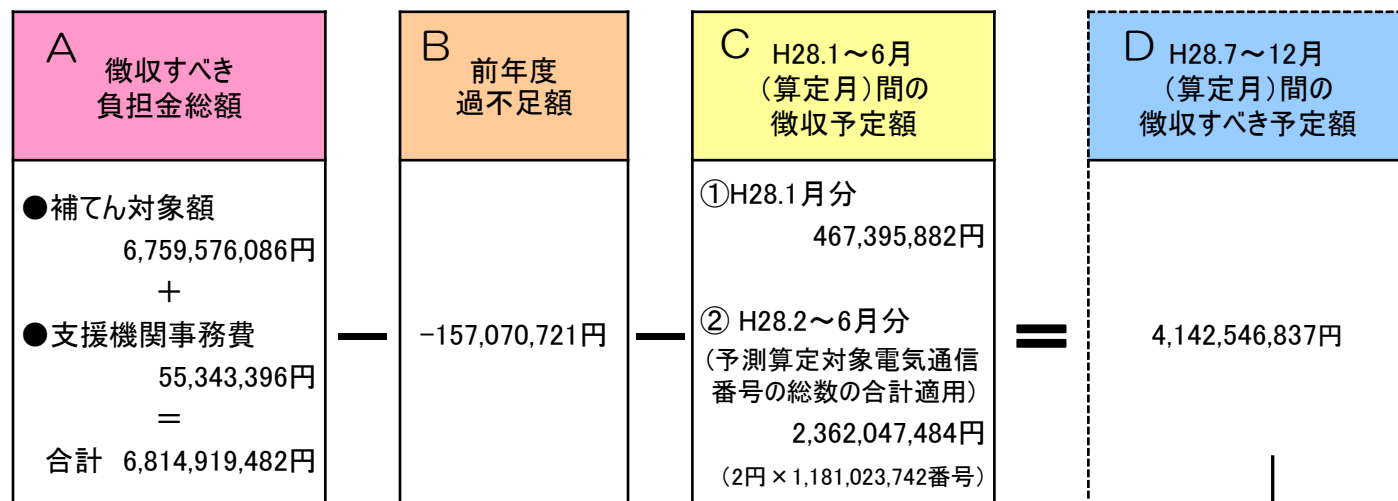 A
徴収すべき
負担金総額
●補てん対象額
6,759,576,086円
＋
●支援機関事務費
55,343,396円
＝
合計 6,814,919,482円
－
B
前年度
過不足額
−157,070,721円
－
C
H28.1～6月
（算定月）間の
徴収予定額
①H28.1月分
467,395,882円
② H28.2～6月分
（予測算定対象電気通信
番号の総数の合計適用）
2,362,047,484円
（2円×1,181,023,742番号）
＝
D
H28.7～12月
（算定月）間の
徴収すべき予定額
4,142,546,837円